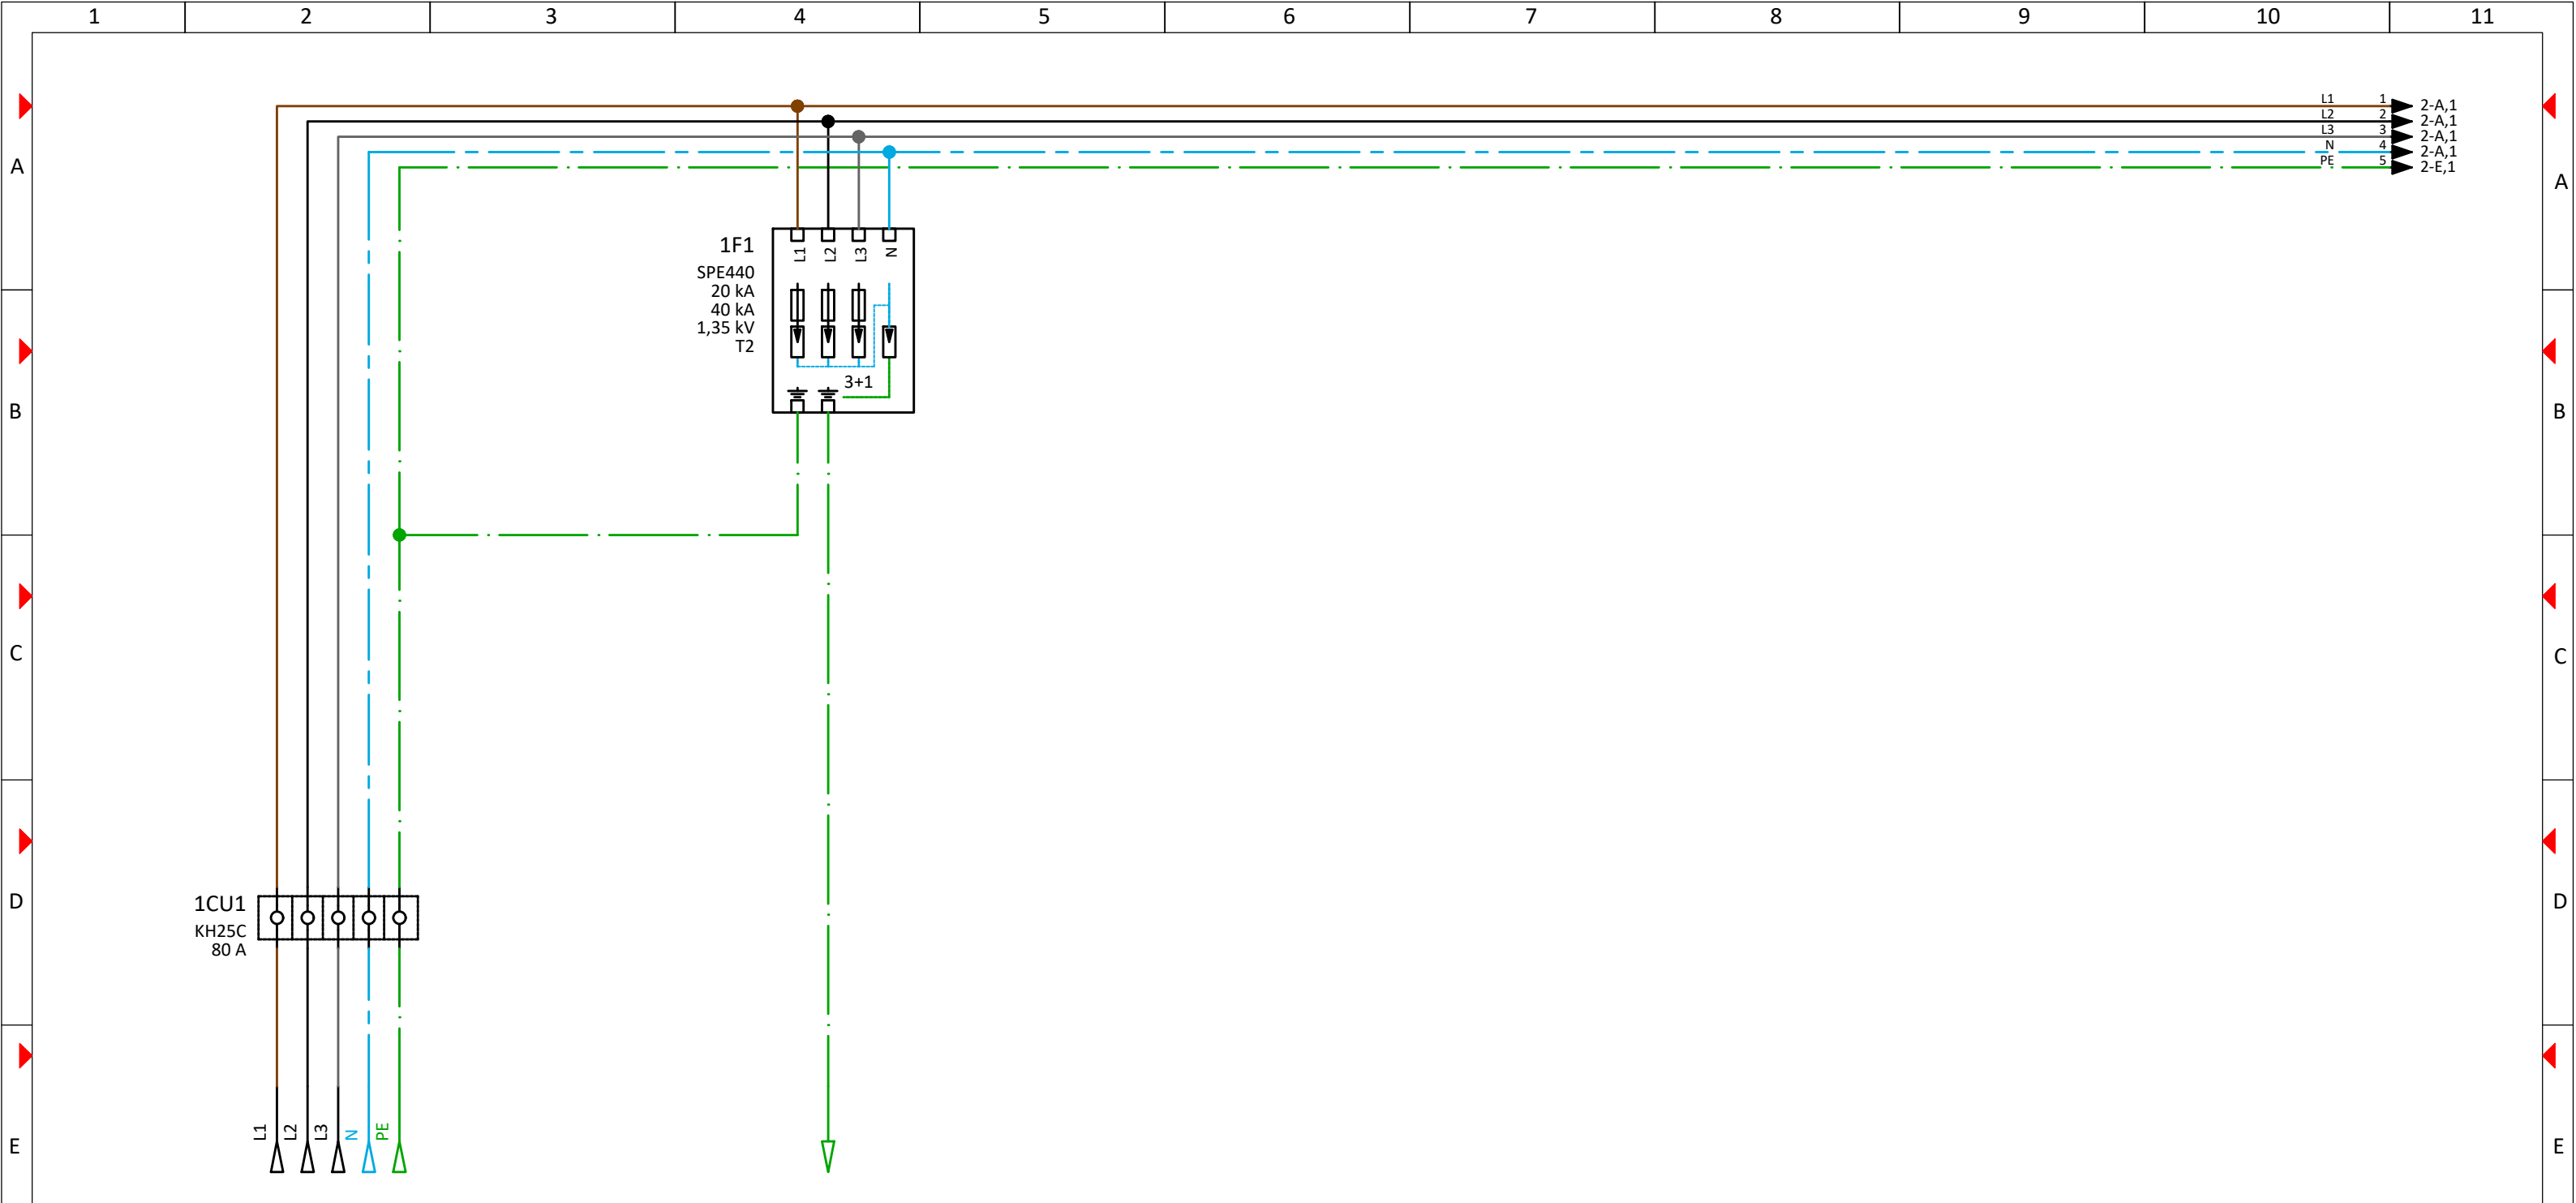 1 2 3 4 5 6 7 8 9 10 11
L1 1 2-A,1
L2 2 2-A,1
L3 3 2-A,1
N 4 2-A,1
PE 5 2-E,1
A A
1F1
SPE440
20 kA
40 kA
1,35 kV
T2
L1 L2 L3 N
3+1
B B
C C
D D
1CU1
KH25C
80 A
L1 L2 L3 N PE
E E